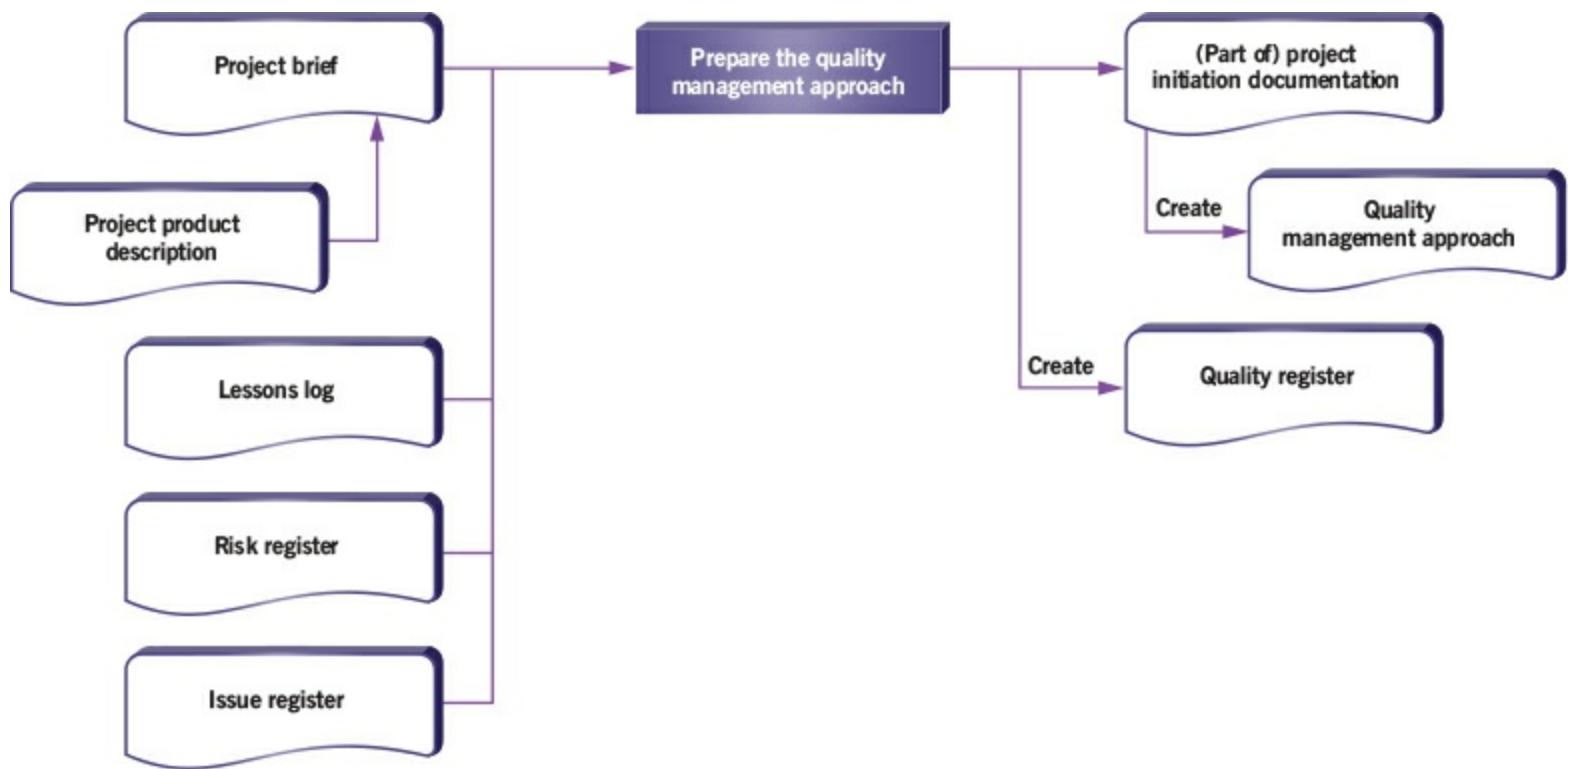 Project brief
Prepare the quality
management approach
(Part of) project
initiation documentation
Project product
description
Create
Quality
management approach
Lessons log
Create
Quality register
Risk register
Issue register